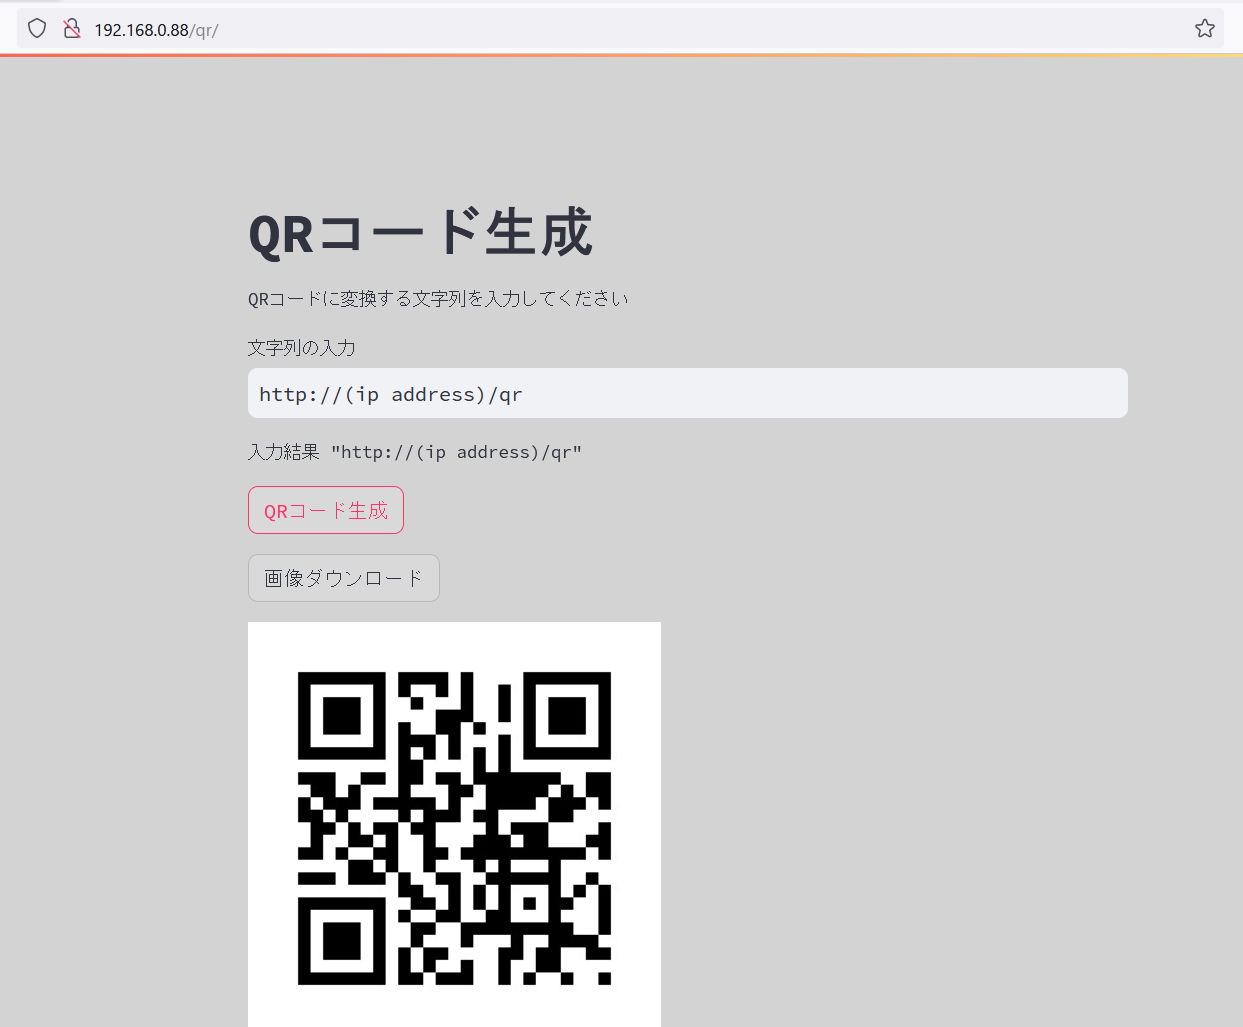 192.168.0.88/qr/
QRコード生成
QRコードに変換する文字列を入力してください
文字列の入力
http://(ip address)/qr
入力結果 "http://(ip address)/qr"
QRコード生成
画像ダウンロード